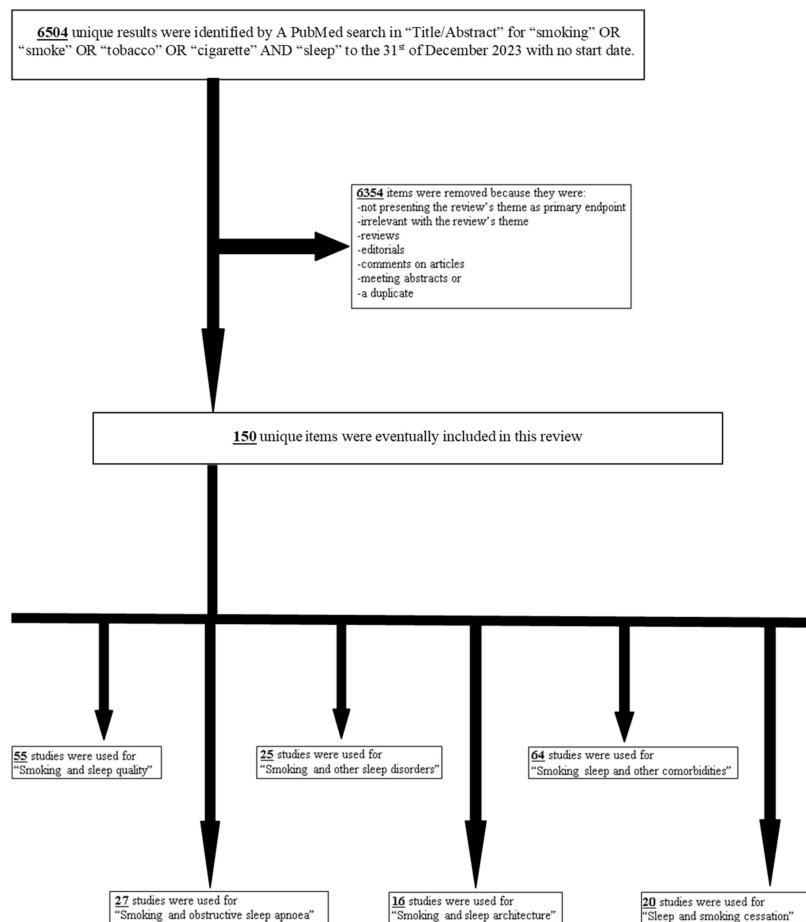 6504 unique results were identified by A PubMed search in “Title/Abstract” for “smoking” OR
“smoke” OR “tobacco” OR “cigarette” AND “sleep” to the 31st of December 2023 with no start date.
6354 items were removed because they were:
-not presenting the review’s theme as primary endpoint
-irrelevant with the review’s theme
-reviews
-editorials
-comments on articles
-meeting abstracts or
-a duplicate
150 unique items were eventually included in this review
55 studies were used for
“Smoking and sleep quality”
25 studies were used for
“Smoking and other sleep disorders”
64 studies were used for
“Smoking sleep and other comorbidities”
27 studies were used for
“Smoking and obstructive sleep apnoea”
16 studies were used for
“Smoking and sleep architecture”
20 studies were used for
“Sleep and smoking cessation”